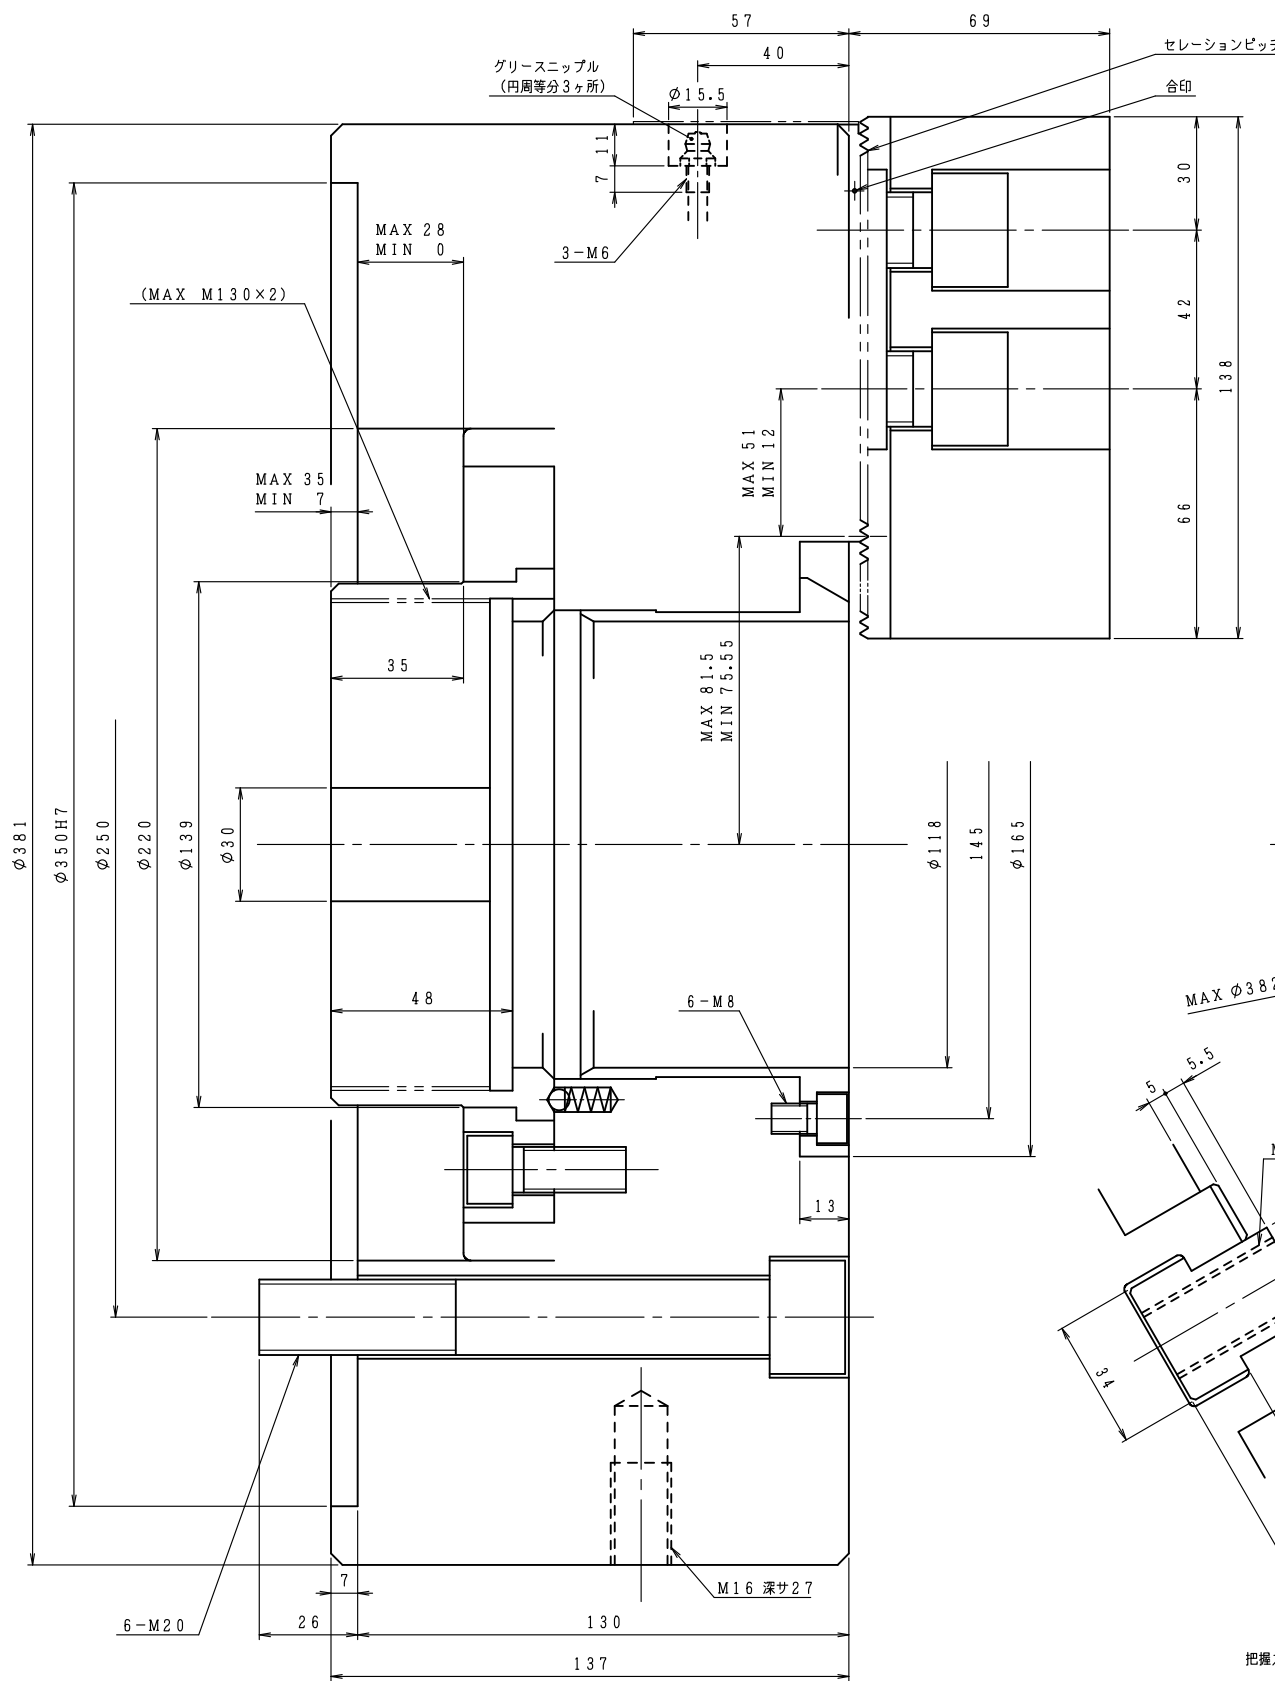 57
69
40
セレーションピッチ
グリースニップル
(円周等分3ヶ所)
合印
Φ15.5
11
7
30
MAX 28
MIN 0
3-M6
(MAX M130×2)
42
138
MAX 51
MIN 12
MAX 35
MIN 7
66
35
MAX 81.5
MIN 75.55
Φ381
Φ350H7
Φ250
Φ220
Φ139
Φ30
Φ118
145
Φ165
48
6-M8
MAX Φ382
5
5.5
M
13
34
7
M16 深サ27
6-M20
26
130
137
把握